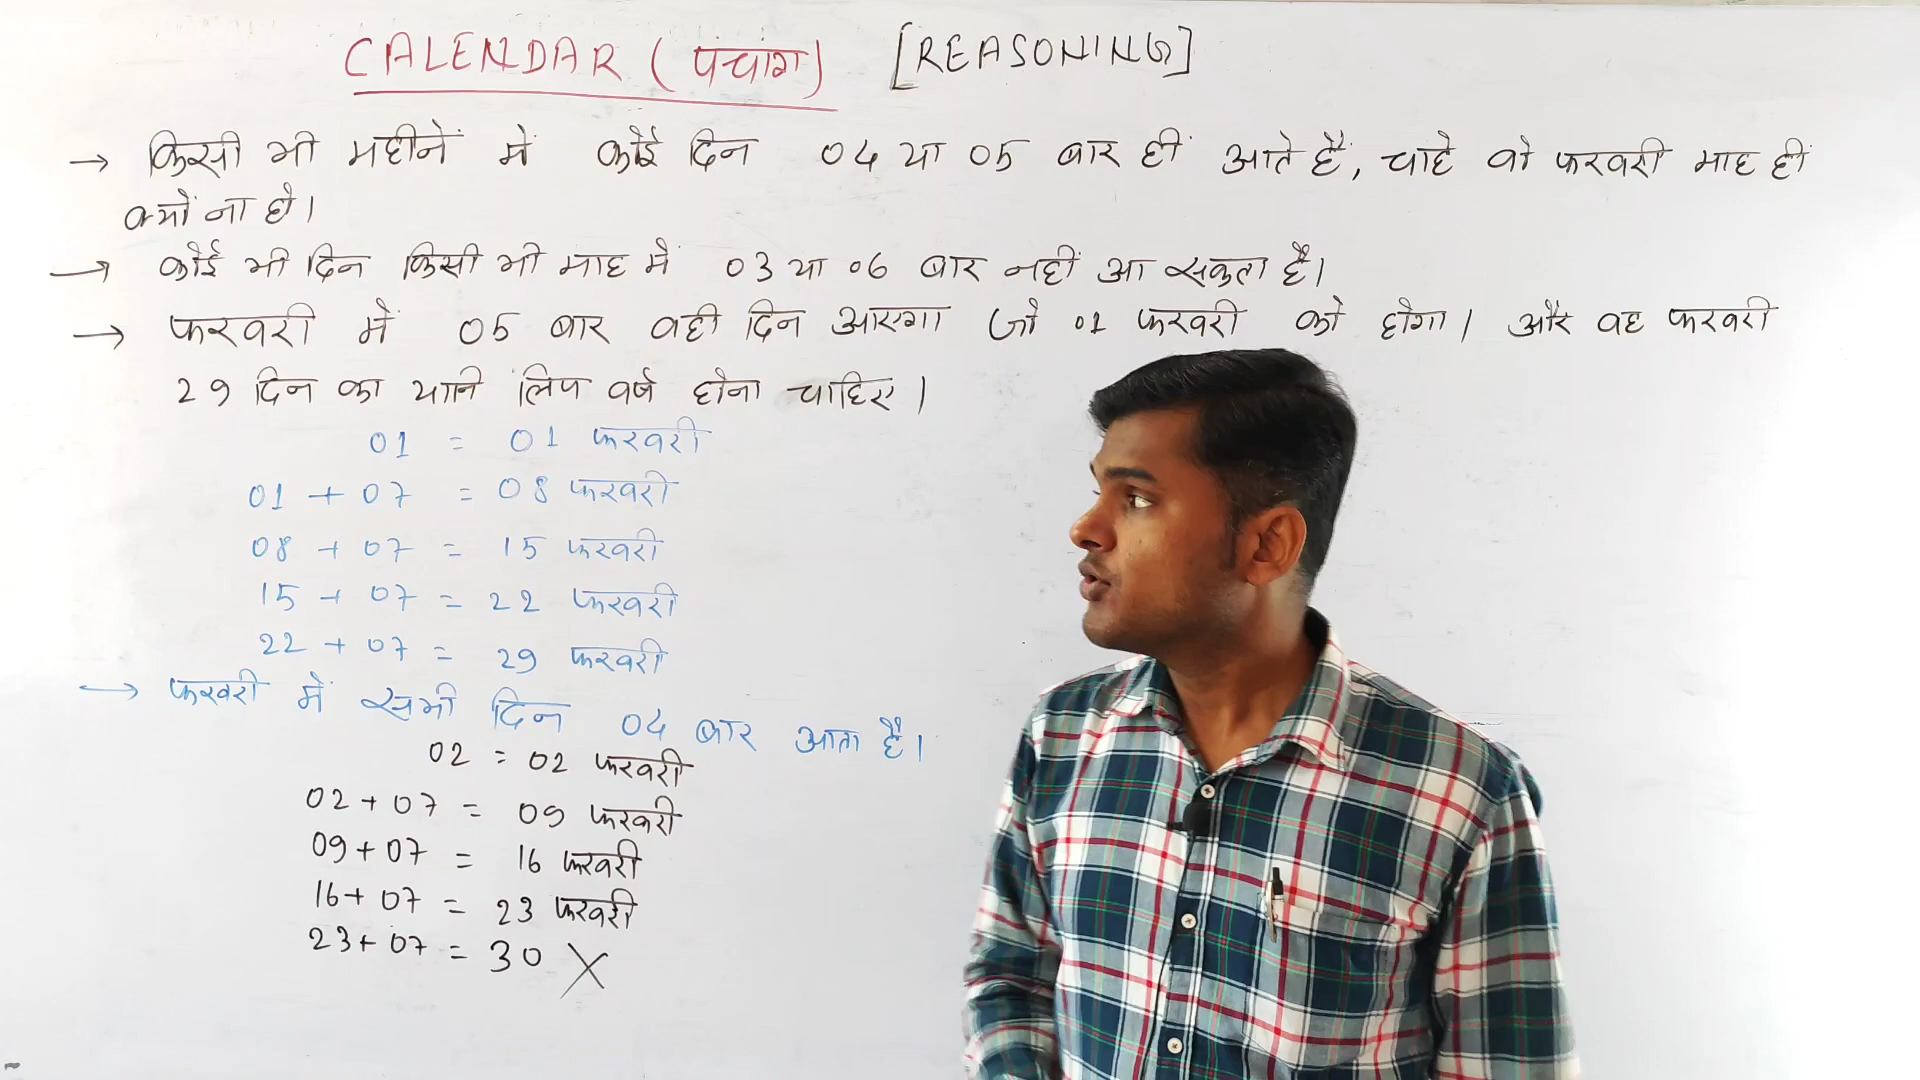 CALENDAR (पंचांग) [REASONING]
→ किसी भी महीनें में कोई दिन 04 या 05 बार हीं आते हैं, चाहे वो फरवरी माह ही
क्यों ना हो।
→ कोई भी दिन किसी भी माह में 03 या 06 बार नहीं आ सकता है।
→ फरवरी में 05 बार वही दिन आएगा जो 01 फरवरी को होगा। और वह फरवरी
29 दिन का यानि लिप वर्ष होना चाहिए।
01 = 01 फरवरी
01 + 07 = 08 फरवरी
08 + 07 = 15 फरवरी
15 + 07 = 22 फरवरी
22 + 07 = 29 फरवरी
→ फरवरी में सभी दिन 04 बार आता है।
02 = 02 फरवरी
02 + 07 = 09 फरवरी
09 + 07 = 16 फरवरी
16 + 07 = 23 फरवरी
23 + 07 = 30 X